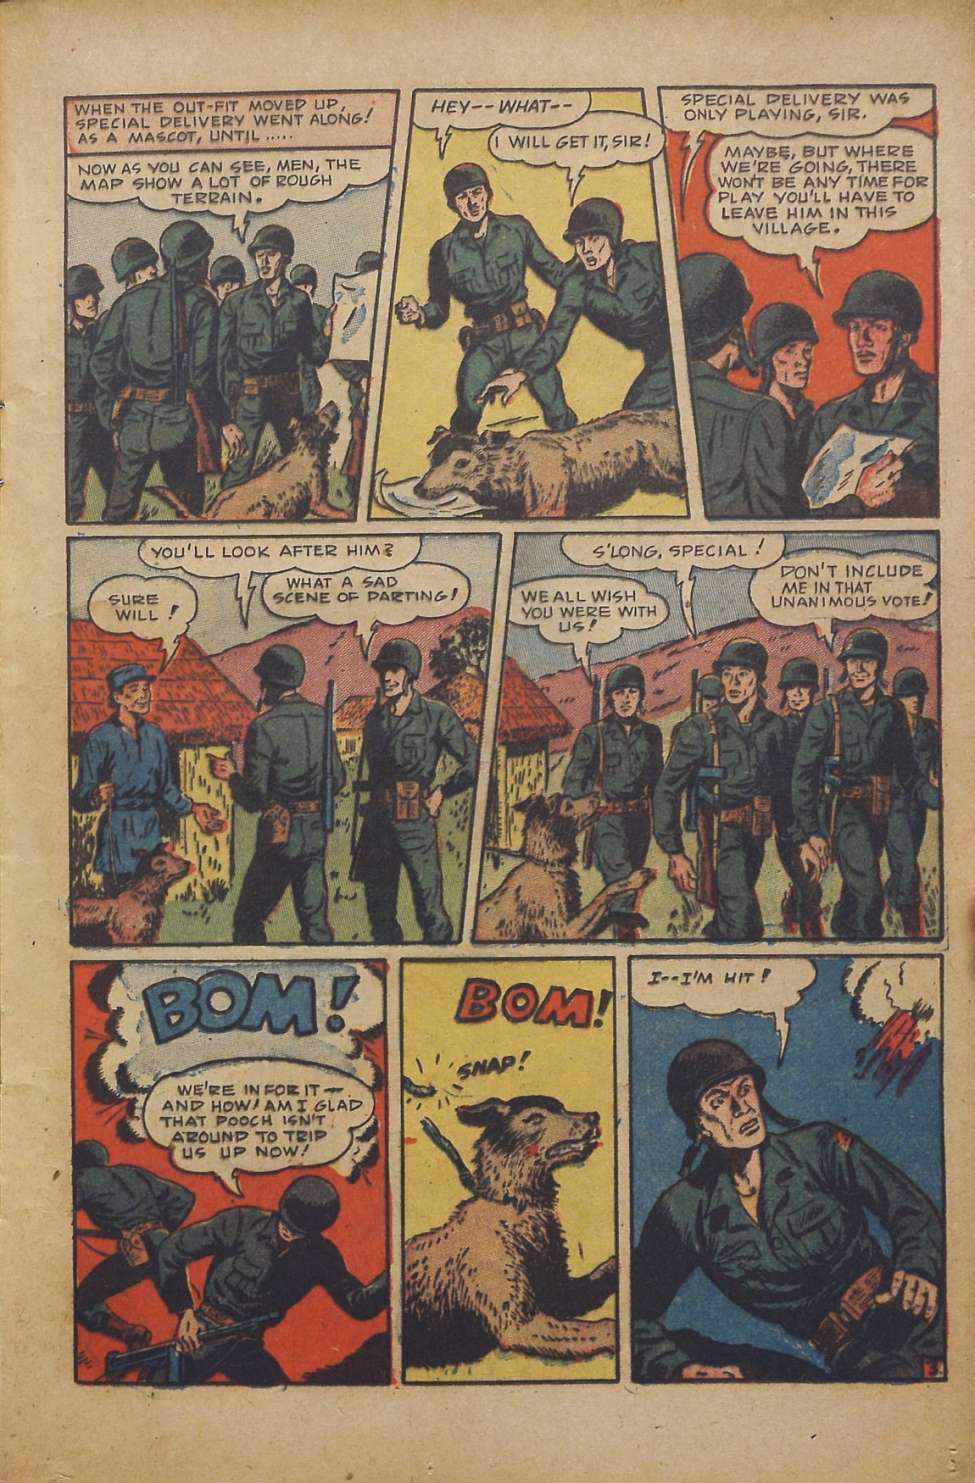 WHEN THE OUT-FIT MOVED UP,
SPECIAL DELIVERY WENT ALONG!
AS A MASCOT, UNTIL .....
NOW AS YOU CAN SEE, MEN, THE
MAP SHOW A LOT OF ROUGH
TERRAIN.
HEY-- WHAT--
I WILL GET IT, SIR!
SPECIAL DELIVERY WAS
ONLY PLAYING, SIR.
MAYBE, BUT WHERE
WE'RE GOING, THERE
WON'T BE ANY TIME FOR
PLAY YOU'LL HAVE TO
LEAVE HIM IN THIS
VILLAGE.
YOU'LL LOOK AFTER HIM?
SURE
WILL!
WHAT A SAD
SCENE OF PARTING!
S'LONG, SPECIAL!
WE ALL WISH
YOU WERE WITH
US!
DON'T INCLUDE
ME IN THAT
UNANIMOUS VOTE!
BOM!
WE'RE IN FOR IT —
AND HOW! AM I GLAD
THAT POOCH ISN'T
AROUND TO TRIP
US UP NOW!
BOM!
SNAP!
I--I'M HIT!
3